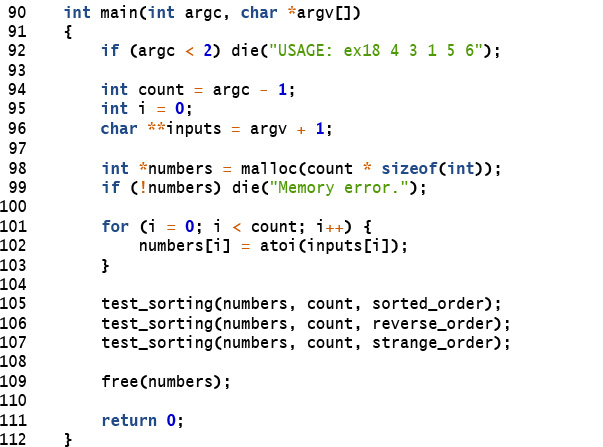 90 int main(int argc, char *argv[])
91 {
92 if (argc < 2) die("USAGE: ex18 4 3 1 5 6");
93
94 int count = argc - 1;
95 int i = 0;
96 char **inputs = argv + 1;
97
98 int *numbers = malloc(count * sizeof(int));
99 if (!numbers) die("Memory error.");
100
101 for (i = 0; i < count; i++) {
102 numbers[i] = atoi(inputs[i]);
103 }
104
105 test_sorting(numbers, count, sorted_order);
106 test_sorting(numbers, count, reverse_order);
107 test_sorting(numbers, count, strange_order);
108
109 free(numbers);
110
111 return 0;
112 }